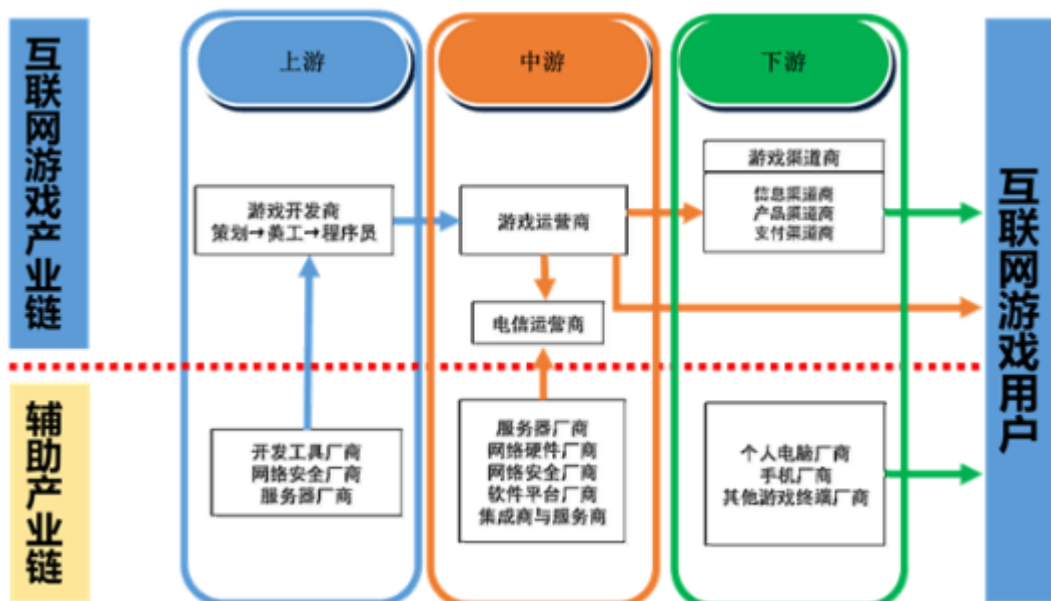 互联网游戏产业链
上游
中游
下游
游戏开发商
策划→美工→程序员
游戏运营商
电信运营商
游戏渠道商
信息渠道商
产品渠道商
支付渠道商
互联网游戏用户
辅助产业链
开发工具厂商
网络安全厂商
服务器厂商
服务器厂商
网络硬件厂商
网络安全厂商
软件平台厂商
集成商与服务商
个人电脑厂商
手机厂商
其他游戏终端厂商